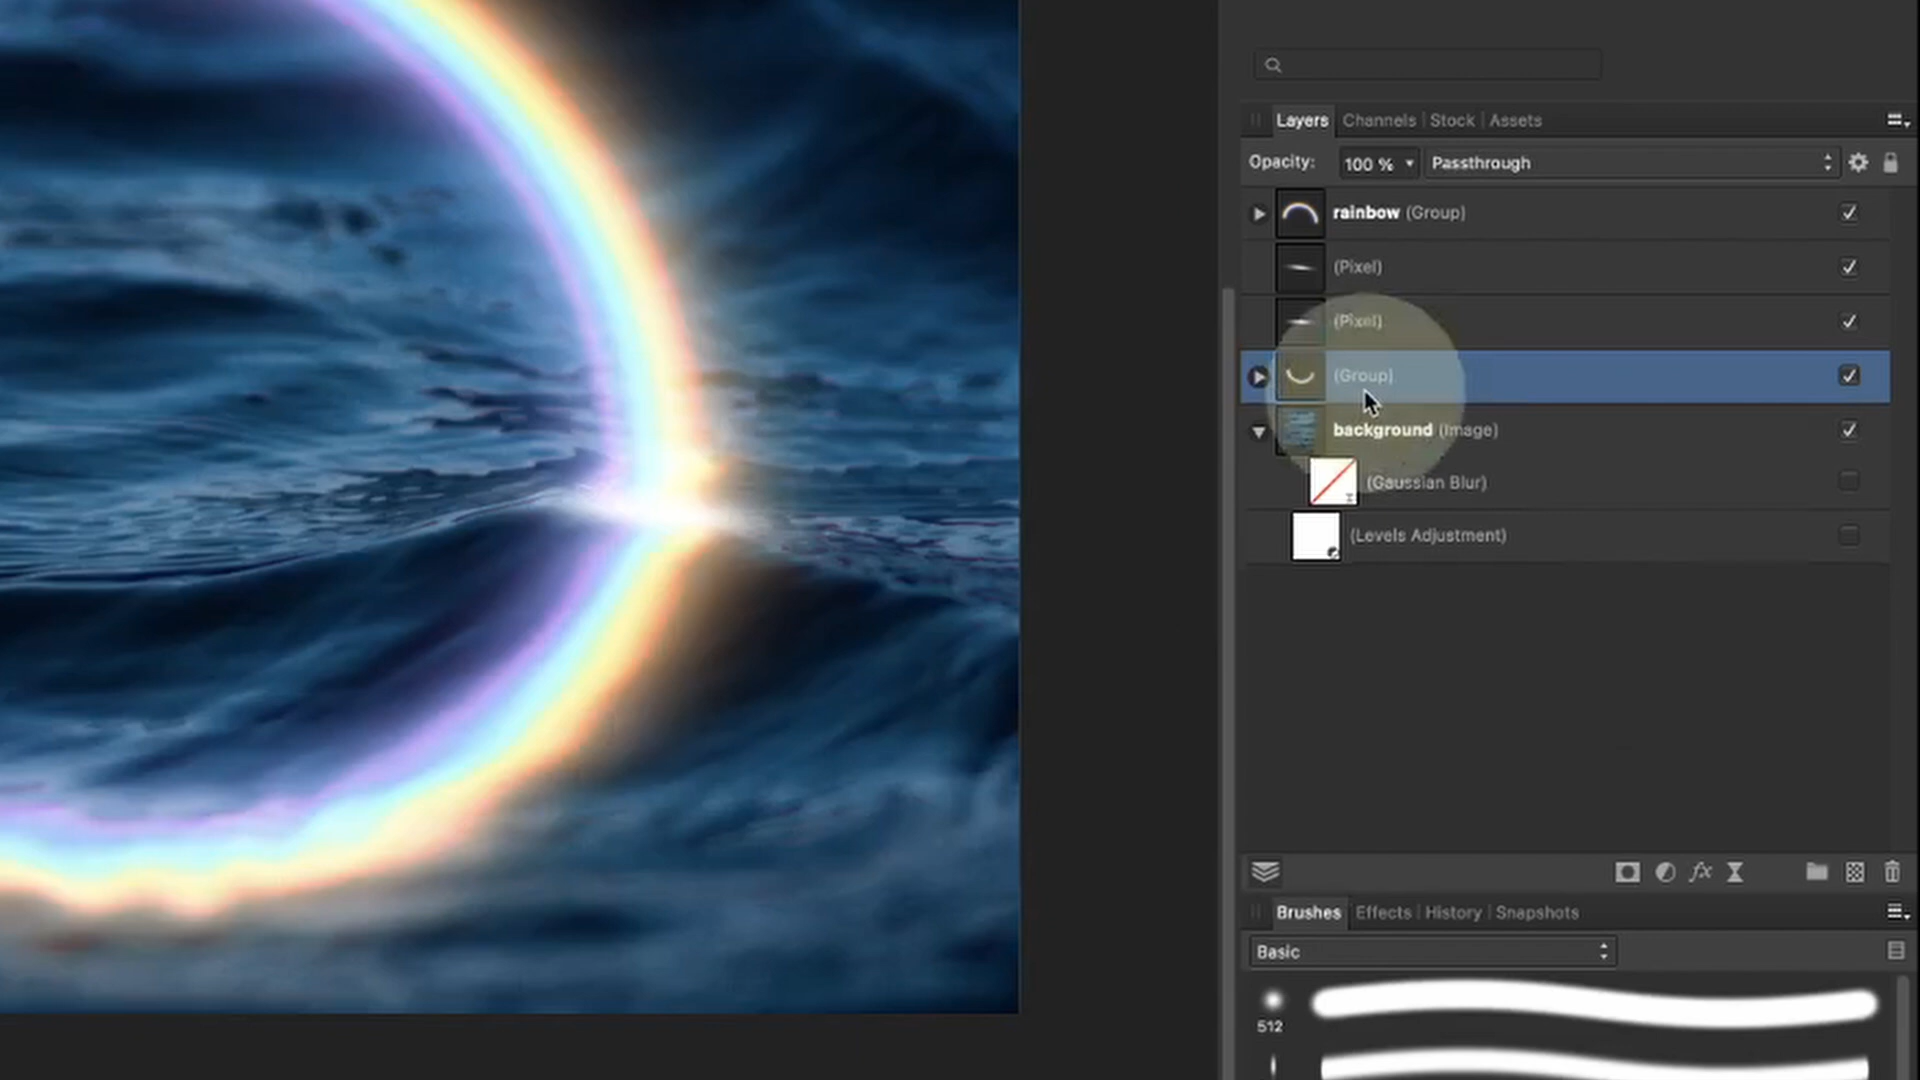 Layers Channels Stock Assets
Opacity: 100 % Passthrough
rainbow (Group)
(Pixel)
(Pixel)
(Group)
background (Image)
(Gaussian Blur)
(Levels Adjustment)
fx
Brushes Effects History Snapshots
Basic
512